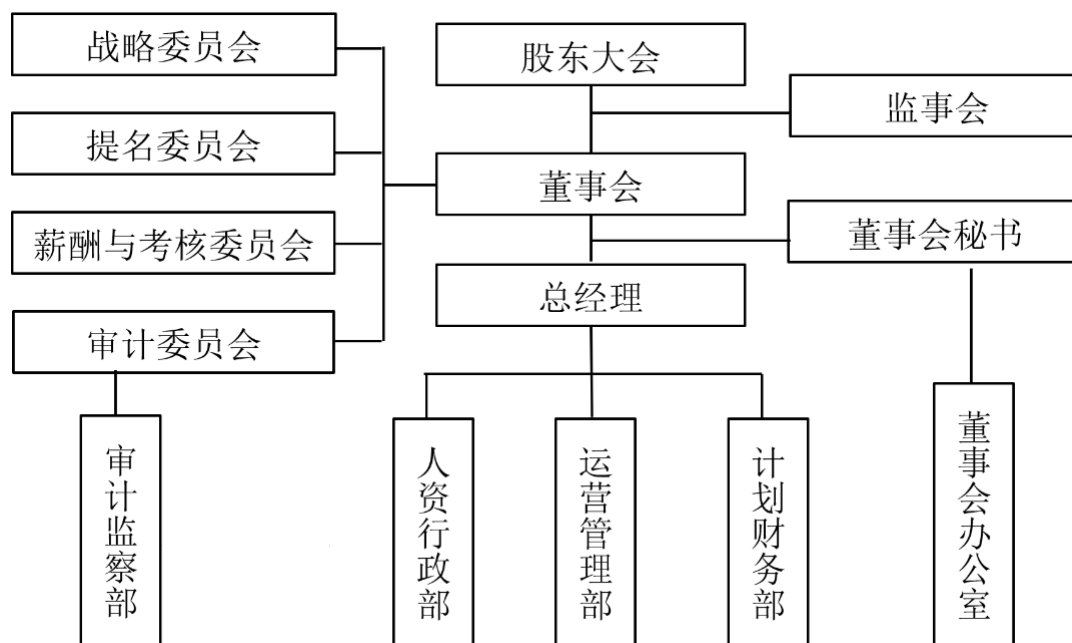 战略委员会
股东大会
监事会
提名委员会
董事会
薪酬与考核委员会
董事会秘书
总经理
审计委员会
审计监察部
人资行政部
运营管理部
计划财务部
董事会办公室